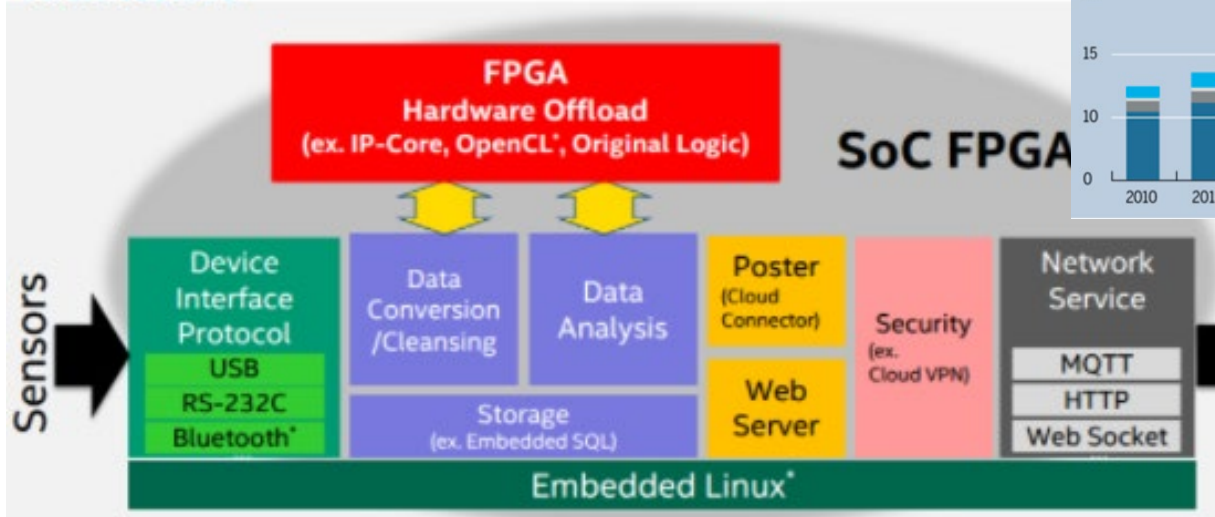 FPGA
Hardware Offload
(ex. IP-Core, OpenCL*, Original Logic)
SoC FPGA
15
10
0
2010
Sensors
Device
Interface
Protocol
USB
RS-232C
Bluetooth*
Data
Conversion
/Cleansing
Data
Analysis
Storage
(ex. Embedded SQL)
Poster
(Cloud
Connector)
Web
Server
Security
(ex.
Cloud VPN)
Network
Service
MQTT
HTTP
Web Socket
Embedded Linux*